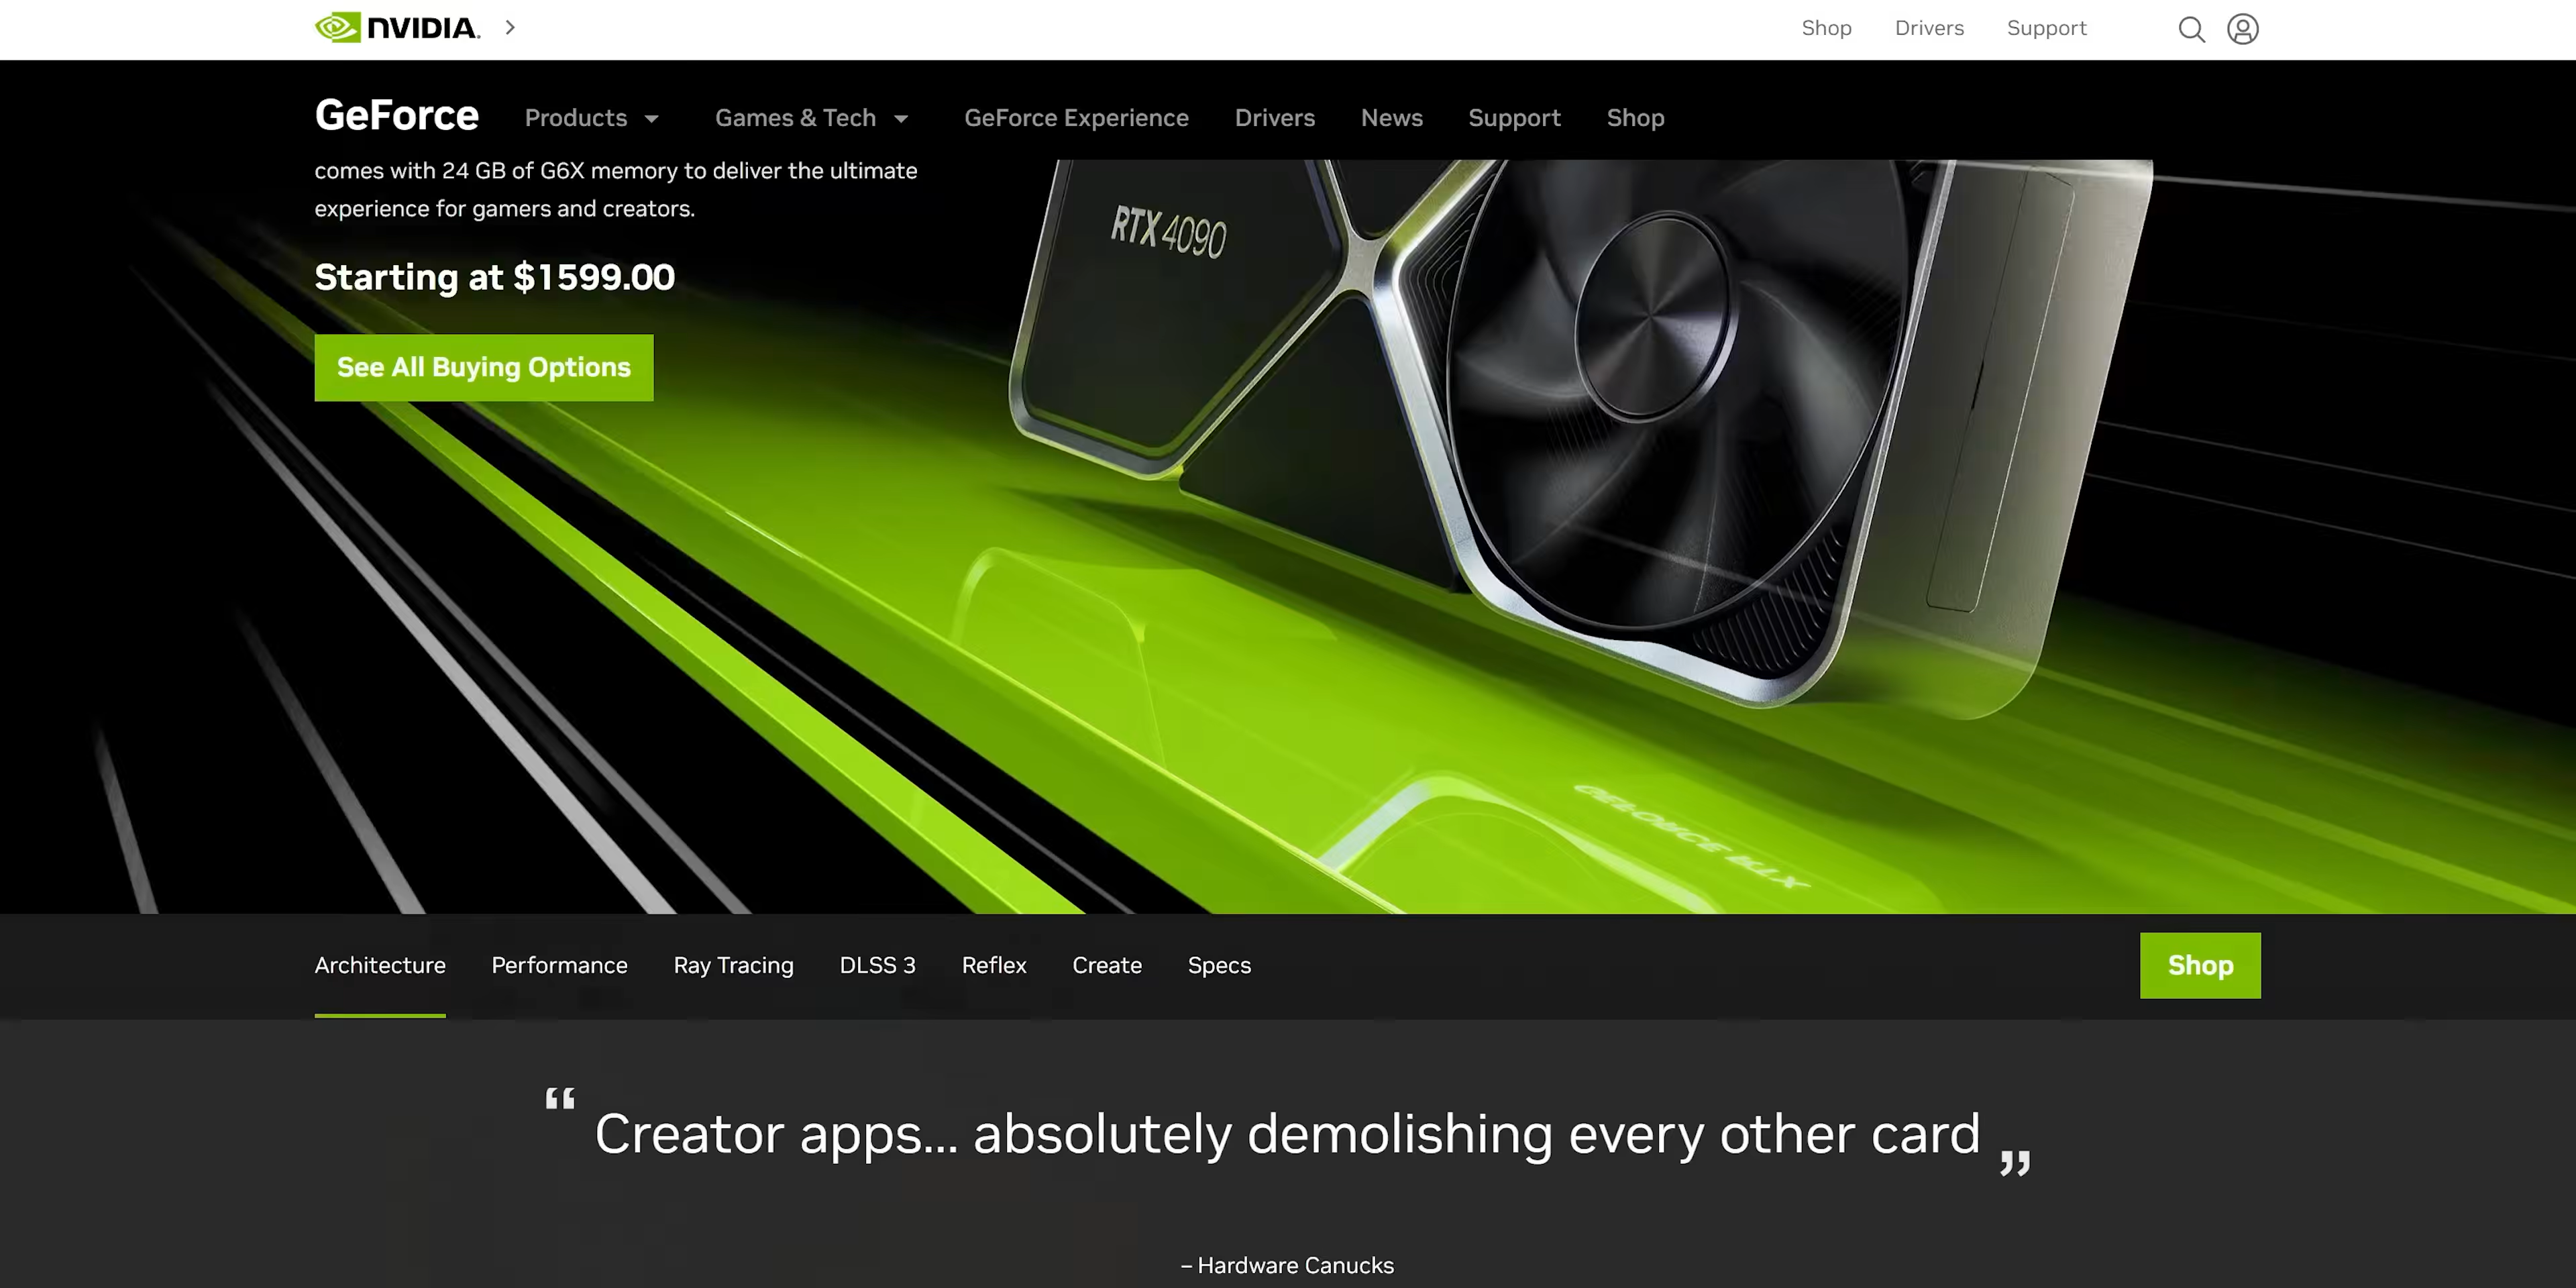 NVIDIA.
Shop
Drivers
Support
GeForce
Products
Games & Tech
GeForce Experience
Drivers
News
Support
Shop
comes with 24 GB of G6X memory to deliver the ultimate
experience for gamers and creators.
Starting at $1599.00
See All Buying Options
RTX 4090
GEFORCE RTX
Architecture
Performance
Ray Tracing
DLSS 3
Reflex
Create
Specs
Shop
“ Creator apps... absolutely demolishing every other card ”
– Hardware Canucks